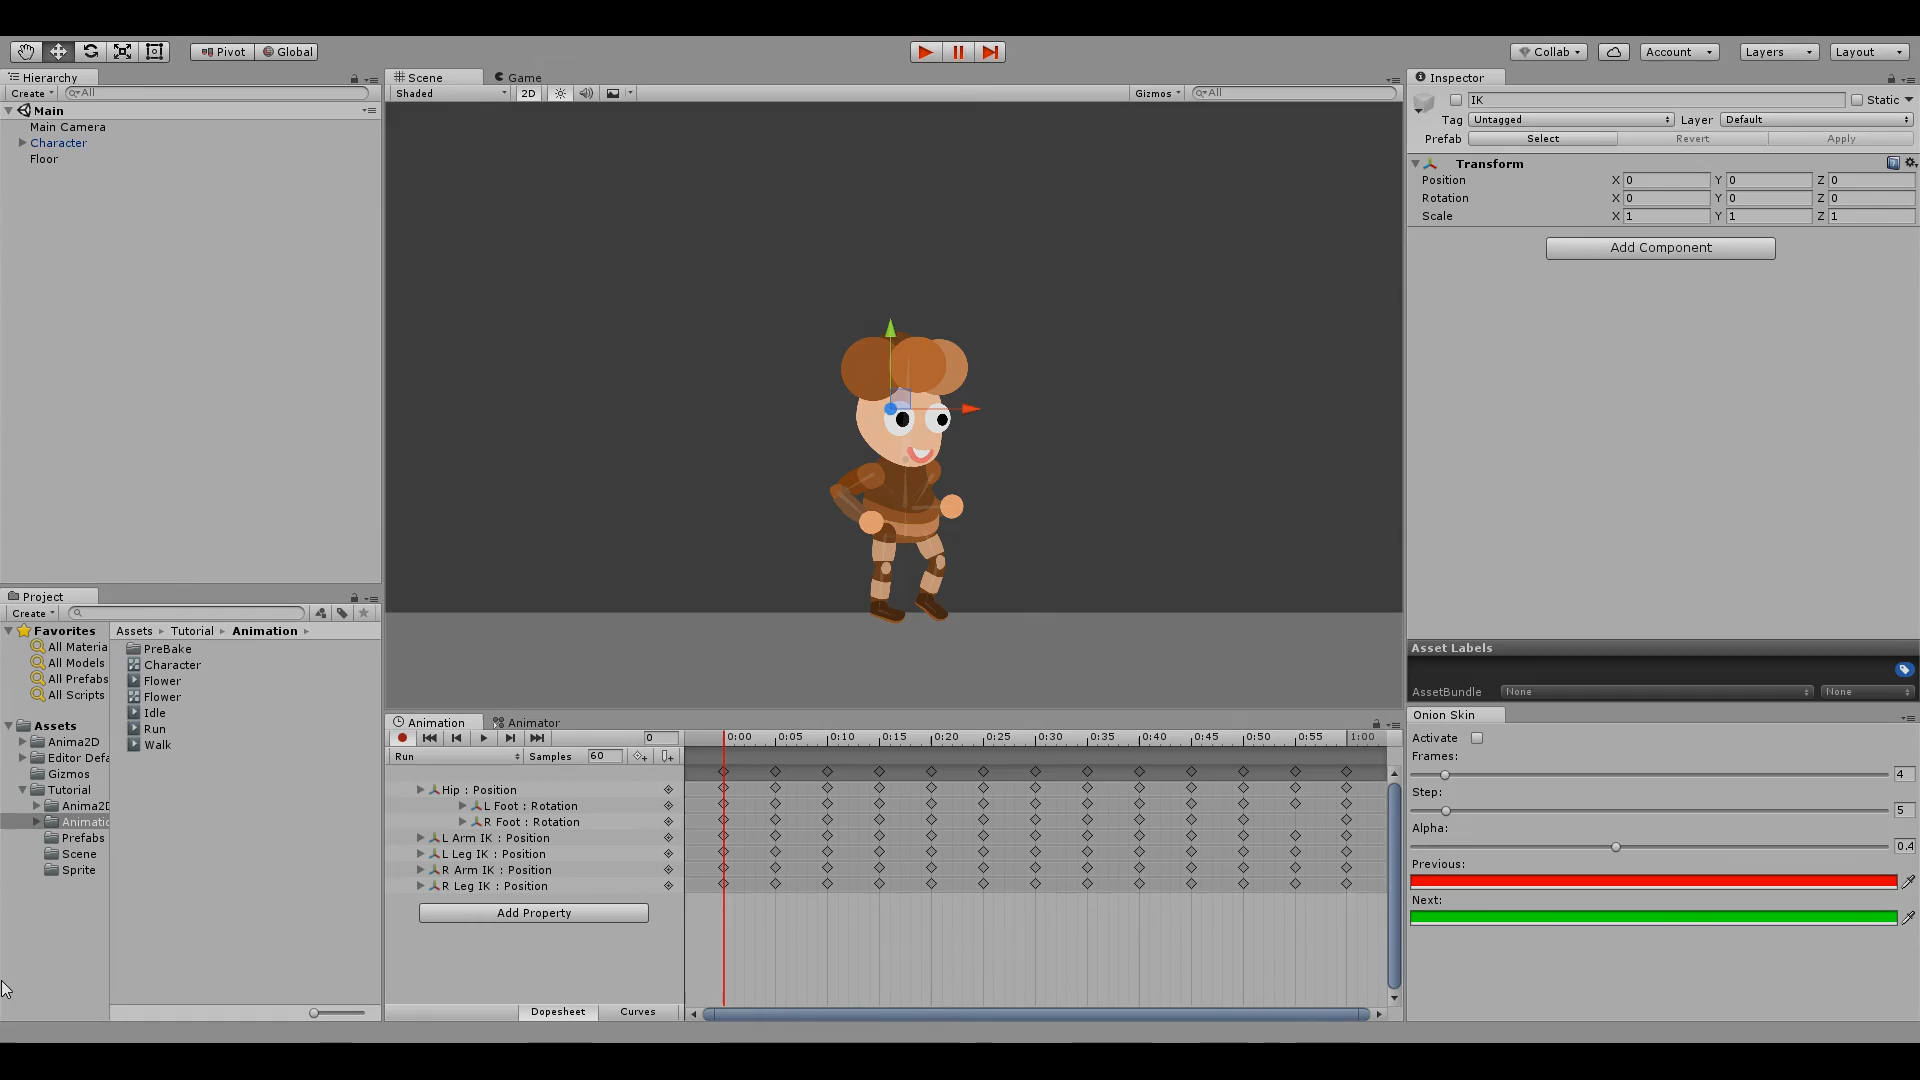 Pivot
Global
Collab
Account
Layers
Layout
Hierarchy
Create
All
Main
Main Camera
Character
Floor
Scene
Game
Shaded
2D
Gizmos
All
Inspector
IK
Static
Tag Untagged
Layer Default
Prefab Select Revert Apply
Transform
Position X 0 Y 0 Z 0
Rotation X 0 Y 0 Z 0
Scale X 1 Y 1 Z 1
Add Component
Project
Create
Favorites
All Materia
All Models
All Prefabs
All Scripts
Assets
Anima2D
Editor Defa
Gizmos
Tutorial
Anima2D
Animatic
Prefabs
Scene
Sprite
Assets Tutorial Animation
PreBake
Character
Flower
Flower
Idle
Run
Walk
Animation
Animator
0
0:00 0:05 0:10 0:15 0:20 0:25 0:30 0:35 0:40 0:45 0:50 0:55 1:00
Run
Samples 60
Hip : Position
L Foot : Rotation
R Foot : Rotation
L Arm IK : Position
L Leg IK : Position
R Arm IK : Position
R Leg IK : Position
Add Property
Dopesheet
Curves
Asset Labels
AssetBundle None None
Onion Skin
Activate
Frames:
4
Step:
5
Alpha:
0.4
Previous:
Next: